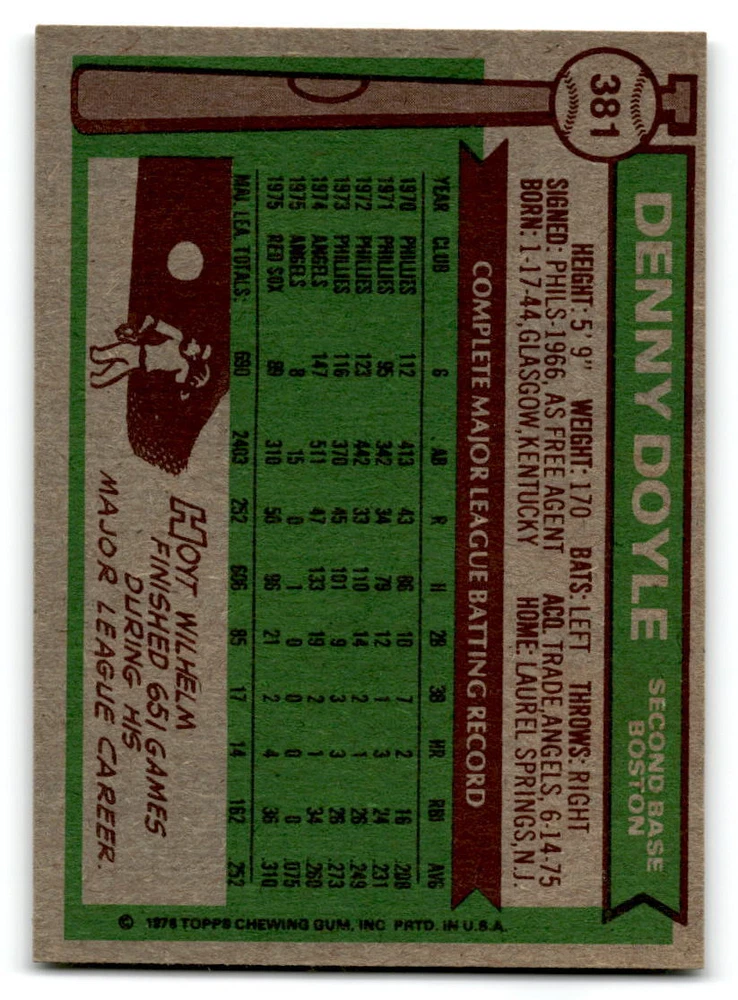 381
DENNY DOYLE SECOND BASE
BOSTON
HEIGHT: 5' 9" WEIGHT: 170 BATS: LEFT THROWS: RIGHT
SIGNED: PHILS-1966, AS FREE AGENT ACQ. TRADE, ANGELS, 6-14-75
BORN: 1-17-44, GLASGOW, KENTUCKY HOME: LAUREL SPRINGS, N.J.
COMPLETE MAJOR LEAGUE BATTING RECORD
YEAR CLUB G AB R H 2B 3B HR RBI AVG
1970 PHILLIES 112 413 43 86 10 7 2 16 .208
1971 PHILLIES 95 342 34 79 12 1 3 24 .231
1972 PHILLIES 123 442 33 110 14 2 1 26 .249
1973 PHILLIES 116 370 45 101 9 3 3 26 .273
1974 ANGELS 147 511 47 133 19 2 1 34 .260
1975 ANGELS 8 15 0 1 0 0 0 0 .075
1975 RED SOX 89 310 50 96 21 2 4 36 .310
MAJ. LEA. TOTALS. 690 2403 252 606 85 17 14 162 .252
HOYT WILHELM
FINISHED 651 GAMES
DURING HIS
MAJOR LEAGUE CAREER.
© 1976 TOPPS CHEWING GUM, INC PRTD. IN U.S.A.